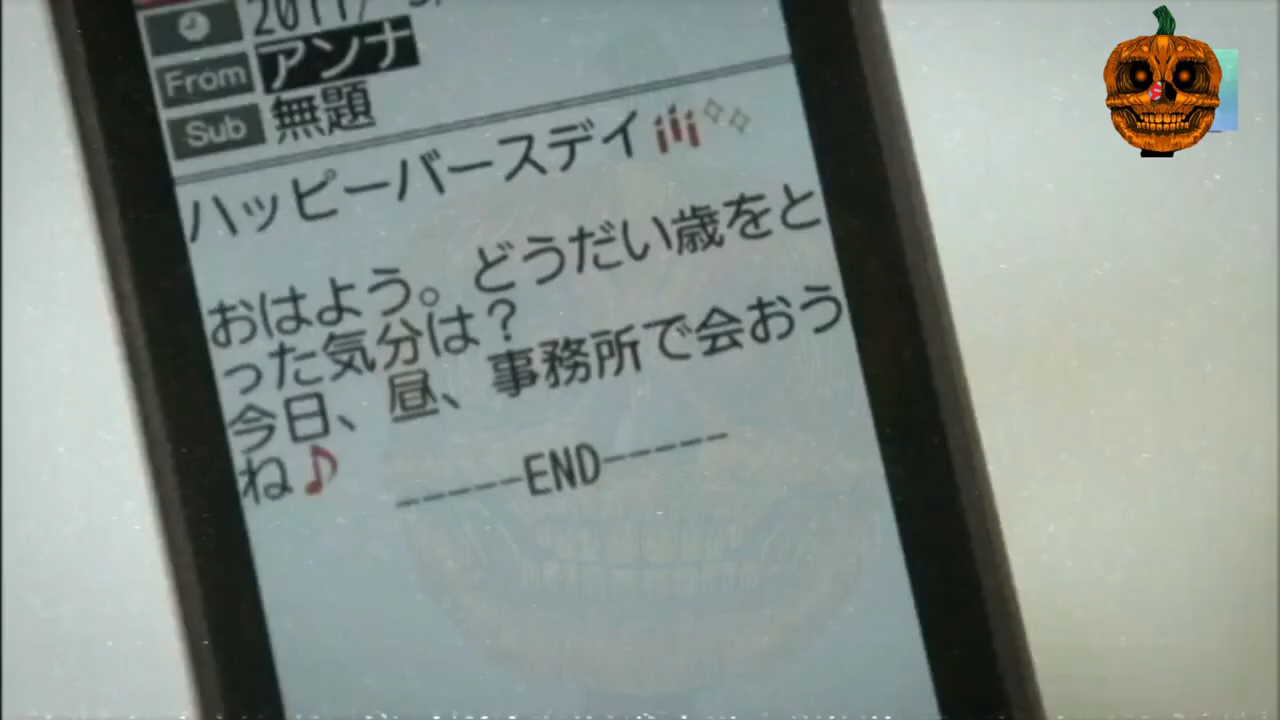 2011/
From アンナ
Sub 無題
ハッピーバースデイ
おはよう。どうだい歳をと
った気分は？
今日、昼、事務所で会おう
ね♪
-----END-----